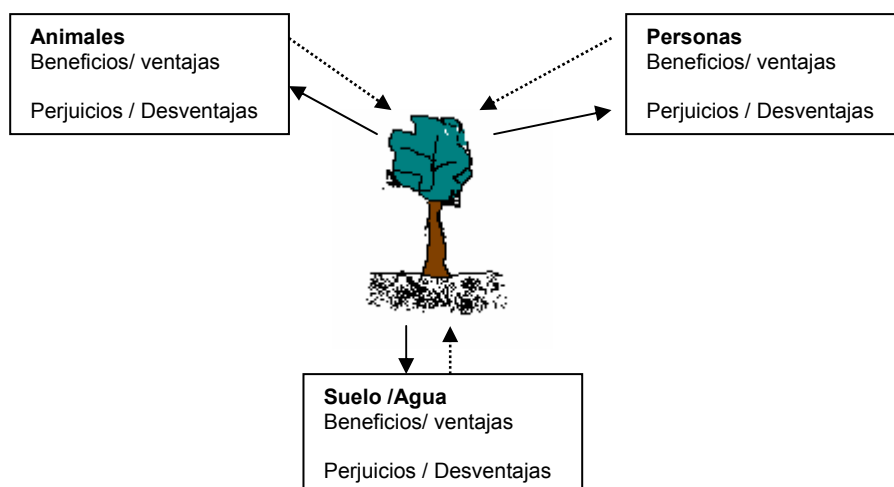 Animales
Beneficios/ ventajas
Perjuicios / Desventajas
Personas
Beneficios/ ventajas
Perjuicios / Desventajas
Suelo /Agua
Beneficios/ ventajas
Perjuicios / Desventajas